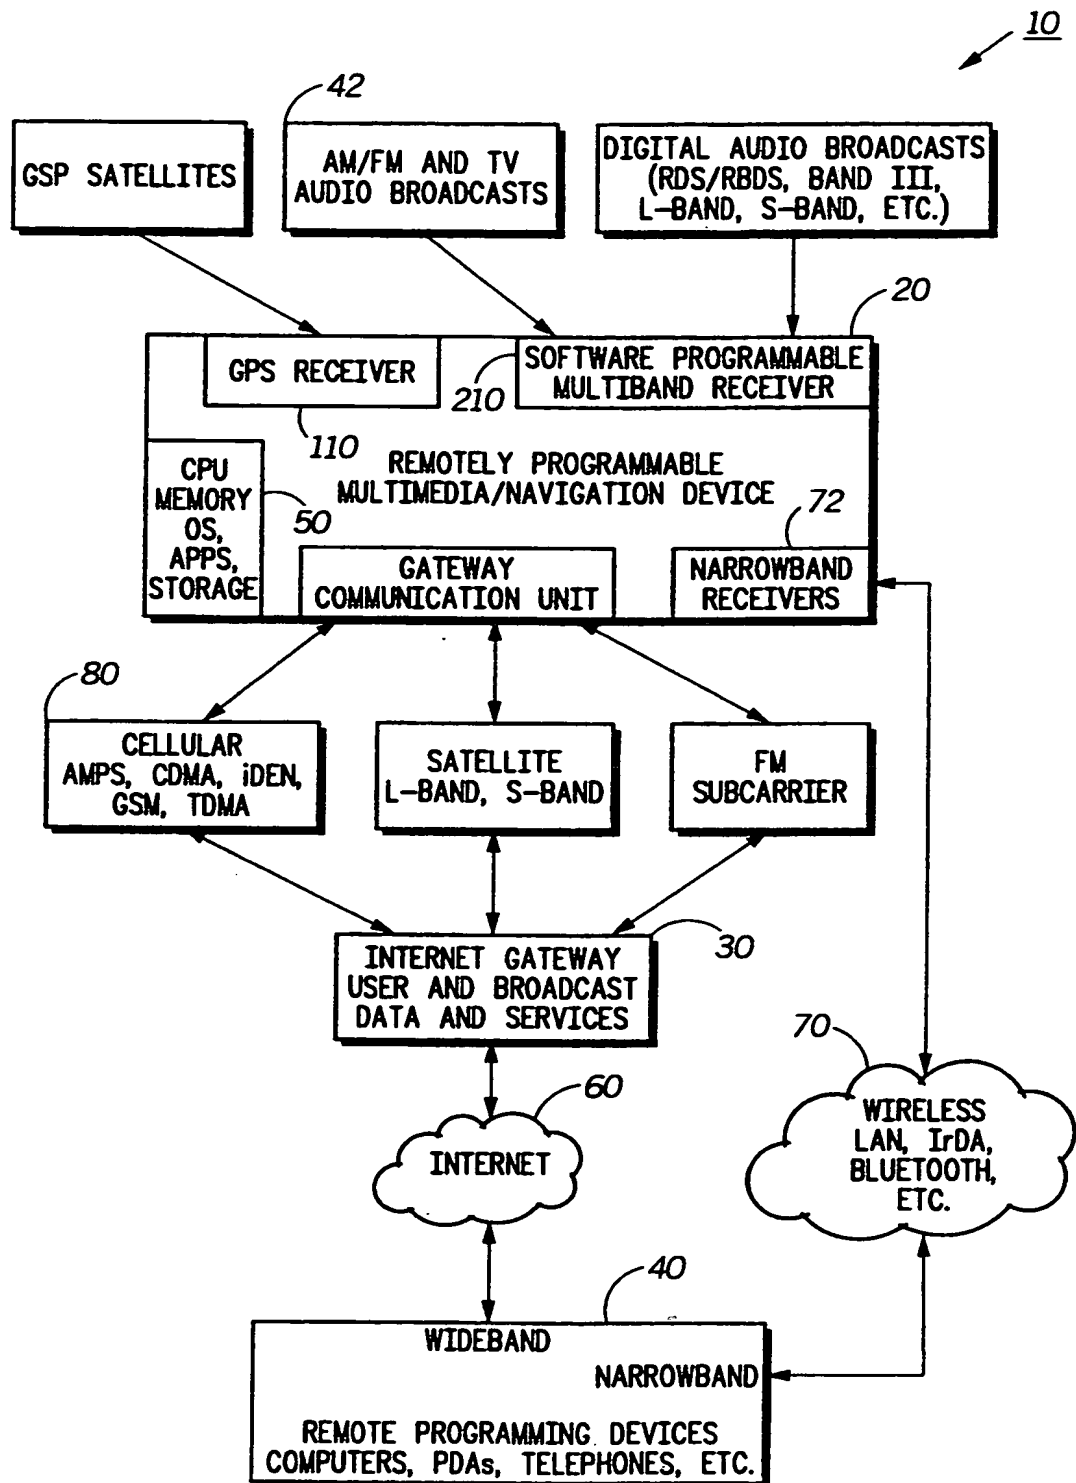 10
42
GSP SATELLITES
AM/FM AND TV
AUDIO BROADCASTS
DIGITAL AUDIO BROADCASTS
(RDS/RBDS, BAND III,
L-BAND, S-BAND, ETC.)
20
GPS RECEIVER
110
210
SOFTWARE PROGRAMMABLE
MULTIBAND RECEIVER
CPU
MEMORY
OS,
APPS,
STORAGE
50
REMOTELY PROGRAMMABLE
MULTIMEDIA/NAVIGATION DEVICE
72
GATEWAY
COMMUNICATION UNIT
NARROWBAND
RECEIVERS
80
CELLULAR
AMPS, CDMA, iDEN,
GSM, TDMA
SATELLITE
L-BAND, S-BAND
FM
SUBCARRIER
30
INTERNET GATEWAY
USER AND BROADCAST
DATA AND SERVICES
70
WIRELESS
LAN, IrDA,
BLUETOOTH,
ETC.
60
INTERNET
40
WIDEBAND
NARROWBAND
REMOTE PROGRAMMING DEVICES
COMPUTERS, PDAs, TELEPHONES, ETC.